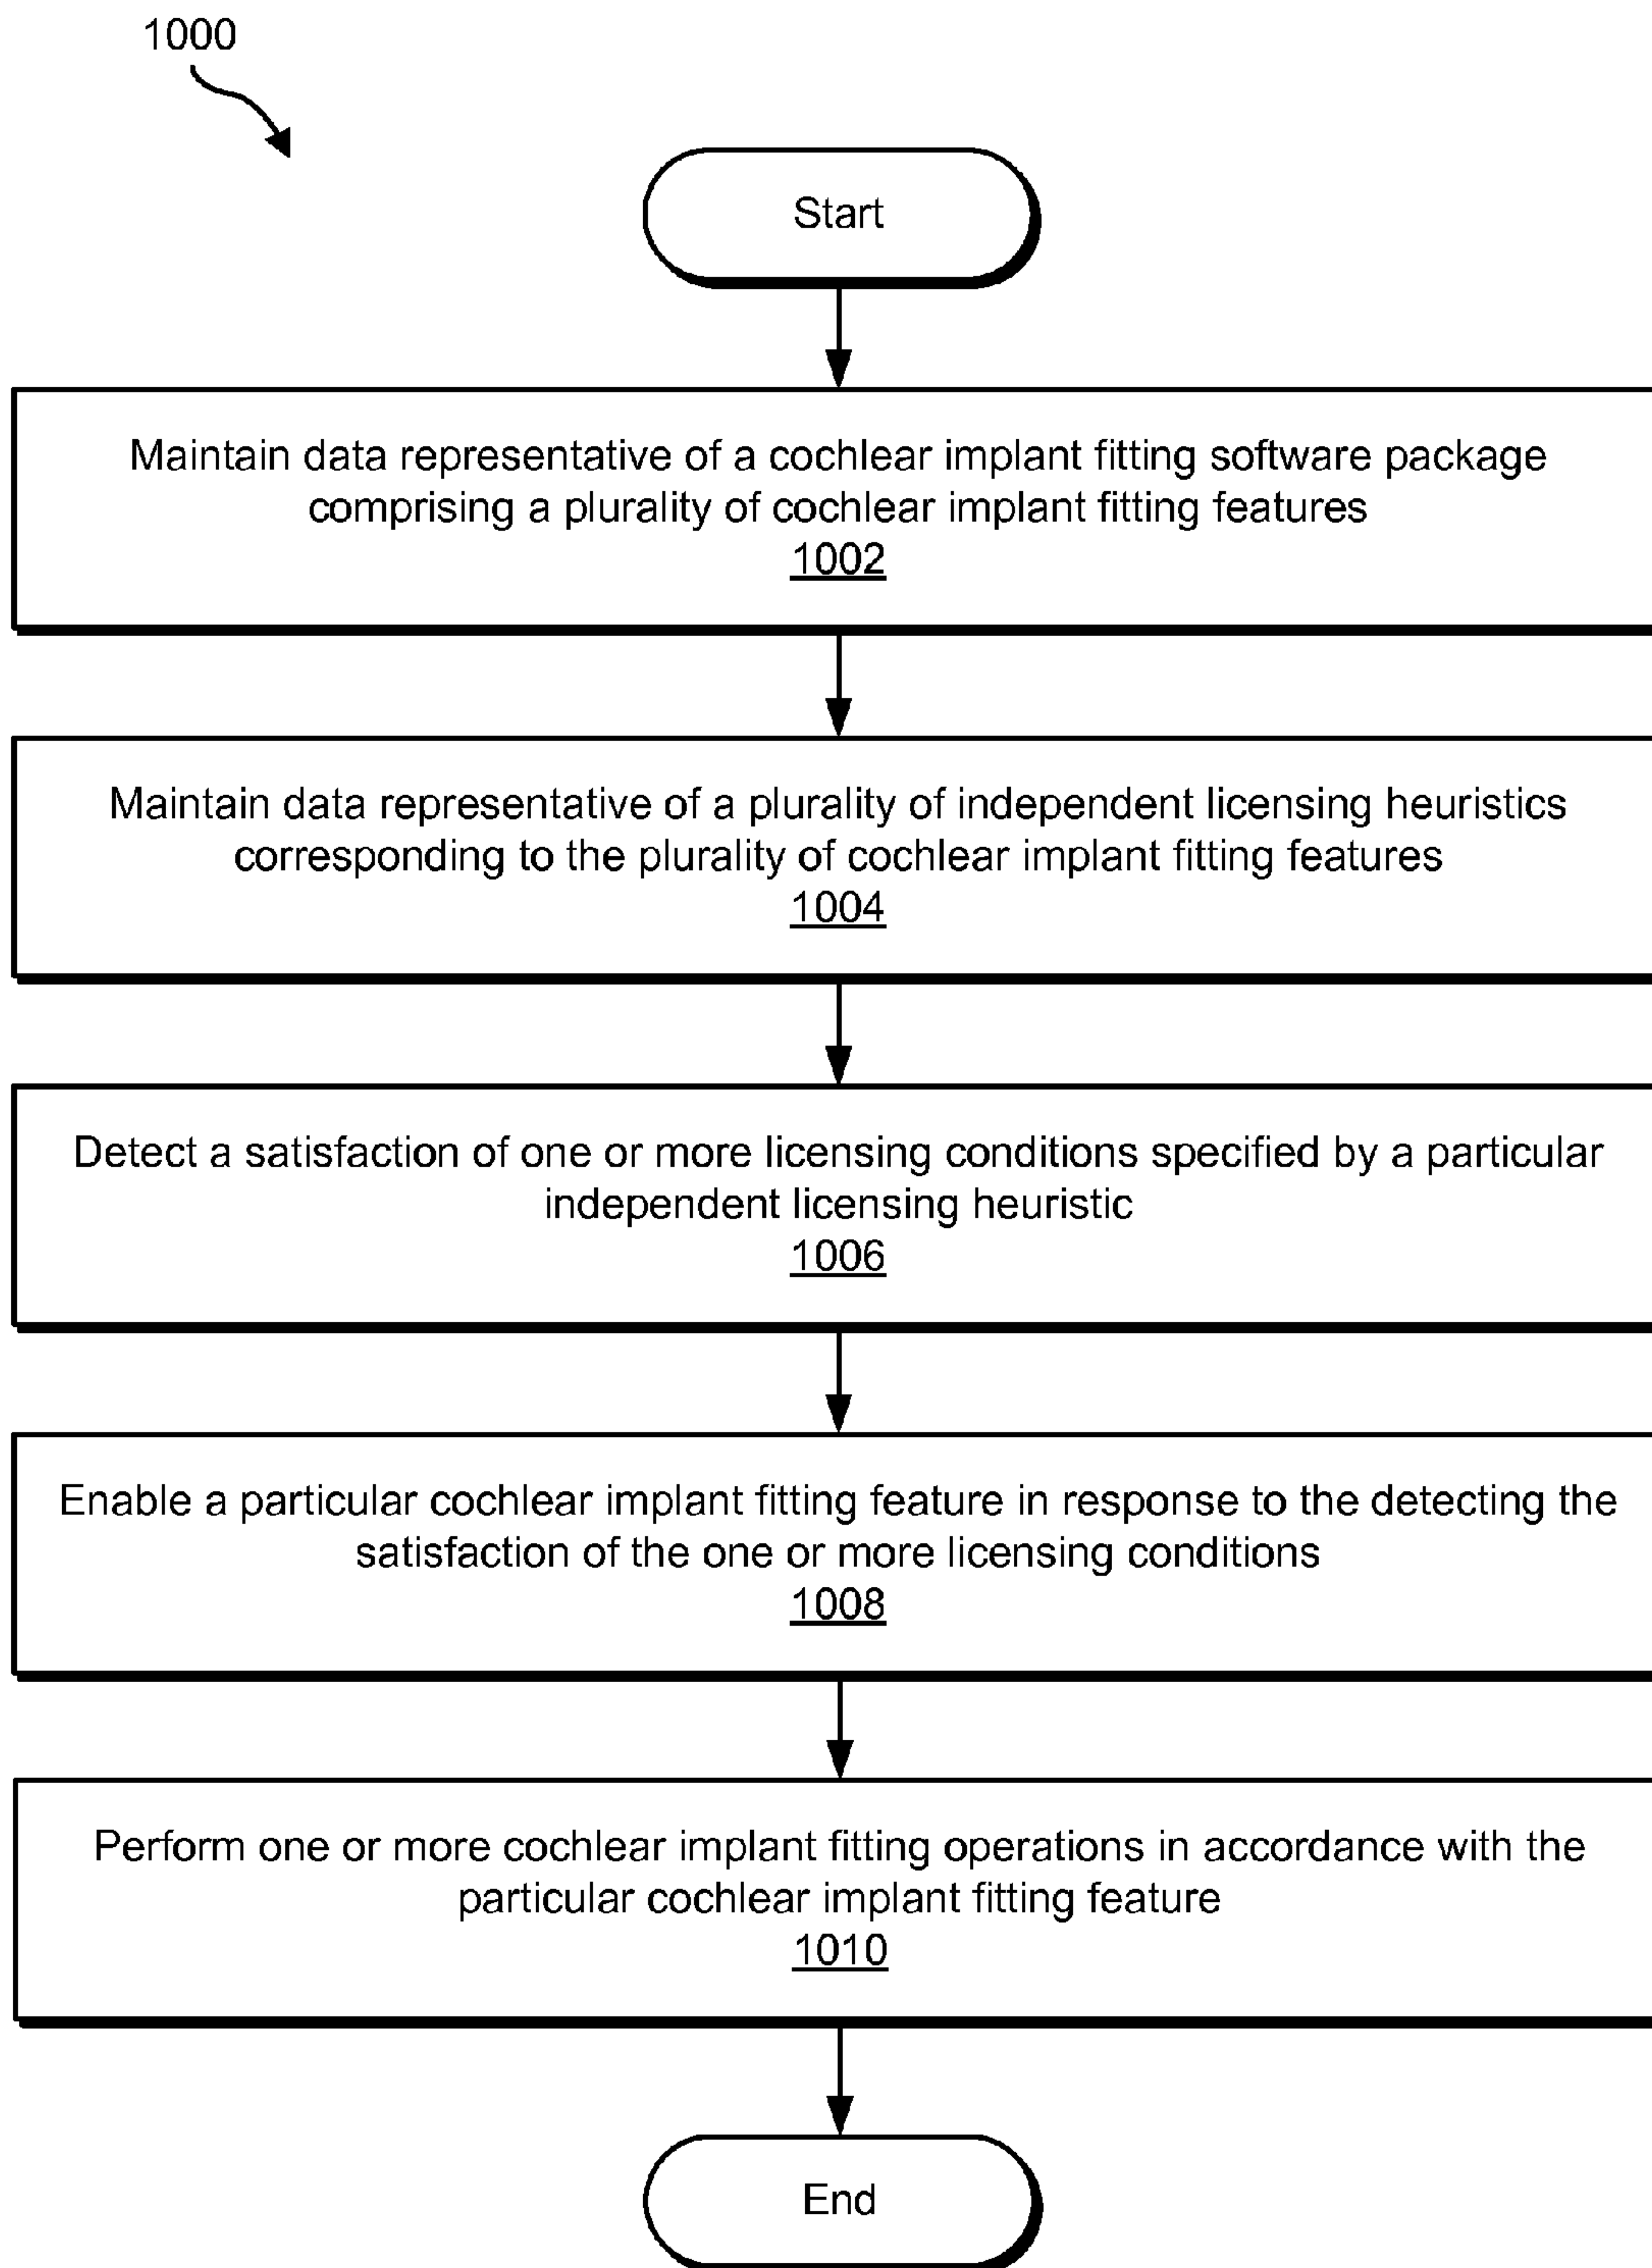 1000
Start
Maintain data representative of a cochlear implant fitting software package
comprising a plurality of cochlear implant fitting features
1002
Maintain data representative of a plurality of independent licensing heuristics
corresponding to the plurality of cochlear implant fitting features
1004
Detect a satisfaction of one or more licensing conditions specified by a particular
independent licensing heuristic
1006
Enable a particular cochlear implant fitting feature in response to the detecting the
satisfaction of the one or more licensing conditions
1008
Perform one or more cochlear implant fitting operations in accordance with the
particular cochlear implant fitting feature
1010
End